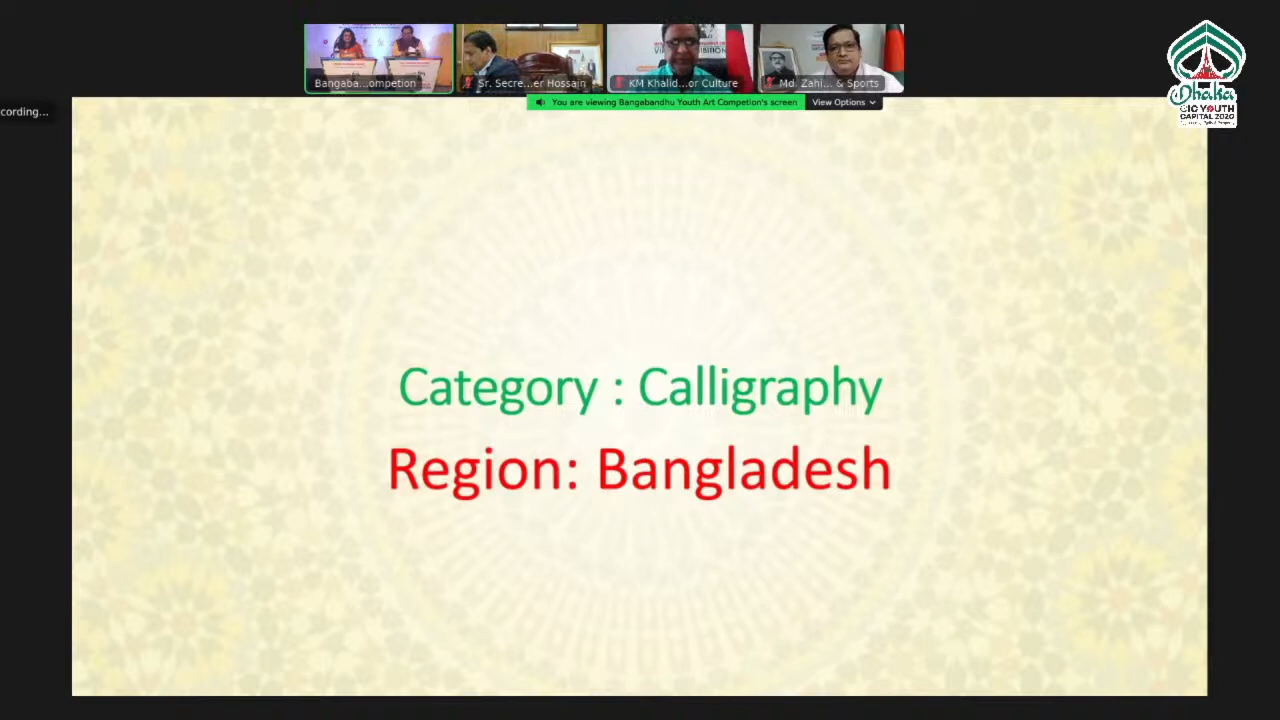 Bangaba...ompetion
Sr. Secre...er Hossain
KM Khalid...or Culture
Md. Zahi... & Sports
You are viewing Bangabandhu Youth Art Competion's screen
View Options
cording...
Dhaka
OIC YOUTH
CAPITAL 2020
Category : Calligraphy
Region: Bangladesh